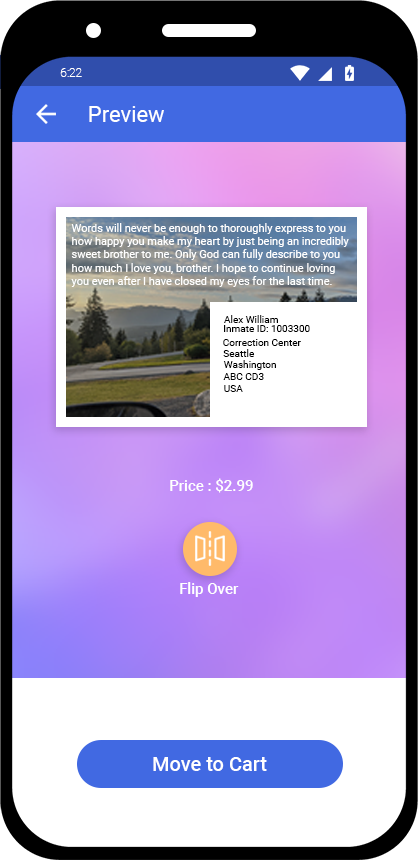 6:22
Preview
Words will never be enough to thoroughly express to you
how happy you make my heart by just being an incredibly
sweet brother to me. Only God can fully describe to you
how much I love you, brother. I hope to continue loving
you even after I have closed my eyes for the last time.
Alex William
Inmate ID: 1003300
Correction Center
Seattle
Washington
ABC CD3
USA
Price : $2.99
Flip Over
Move to Cart